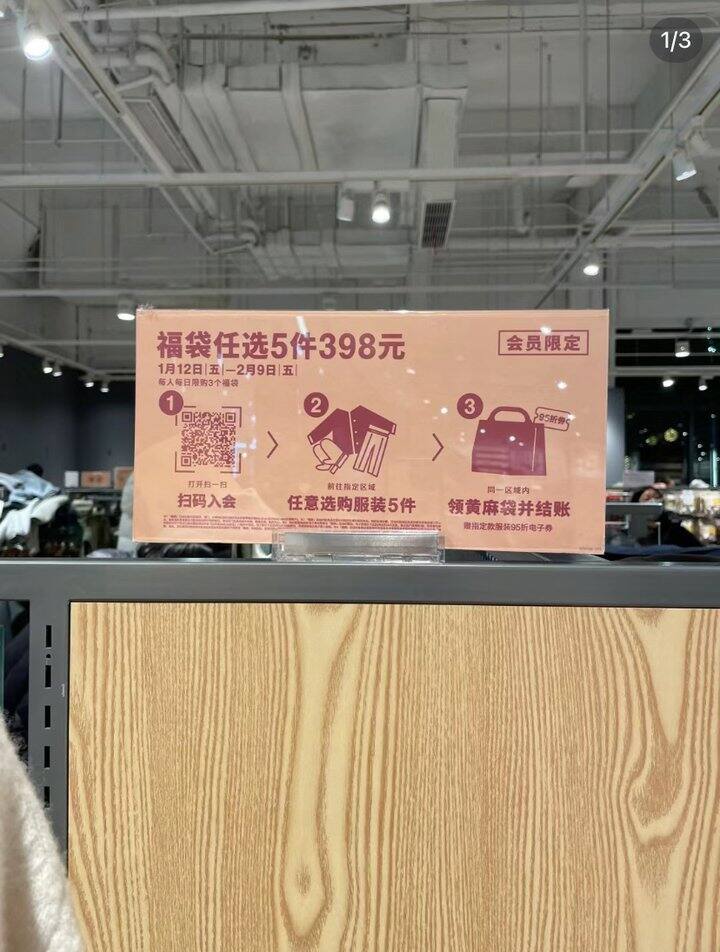 1/3
福袋任选5件398元
会员限定
1月12日|五|—2月9日|五|
每人每日限购3个福袋
1
2
3
95折券
打开扫一扫
前往指定区域
同一区域内
扫码入会
任意选购服装5件
领黄麻袋并结账
赠指定款服装95折电子券